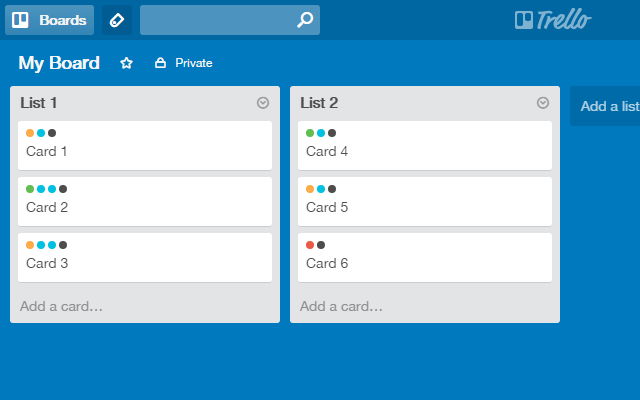 Boards
Trello
My Board
Private
List 1
Card 1
Card 2
Card 3
Add a card…
List 2
Card 4
Card 5
Card 6
Add a card…
Add a list